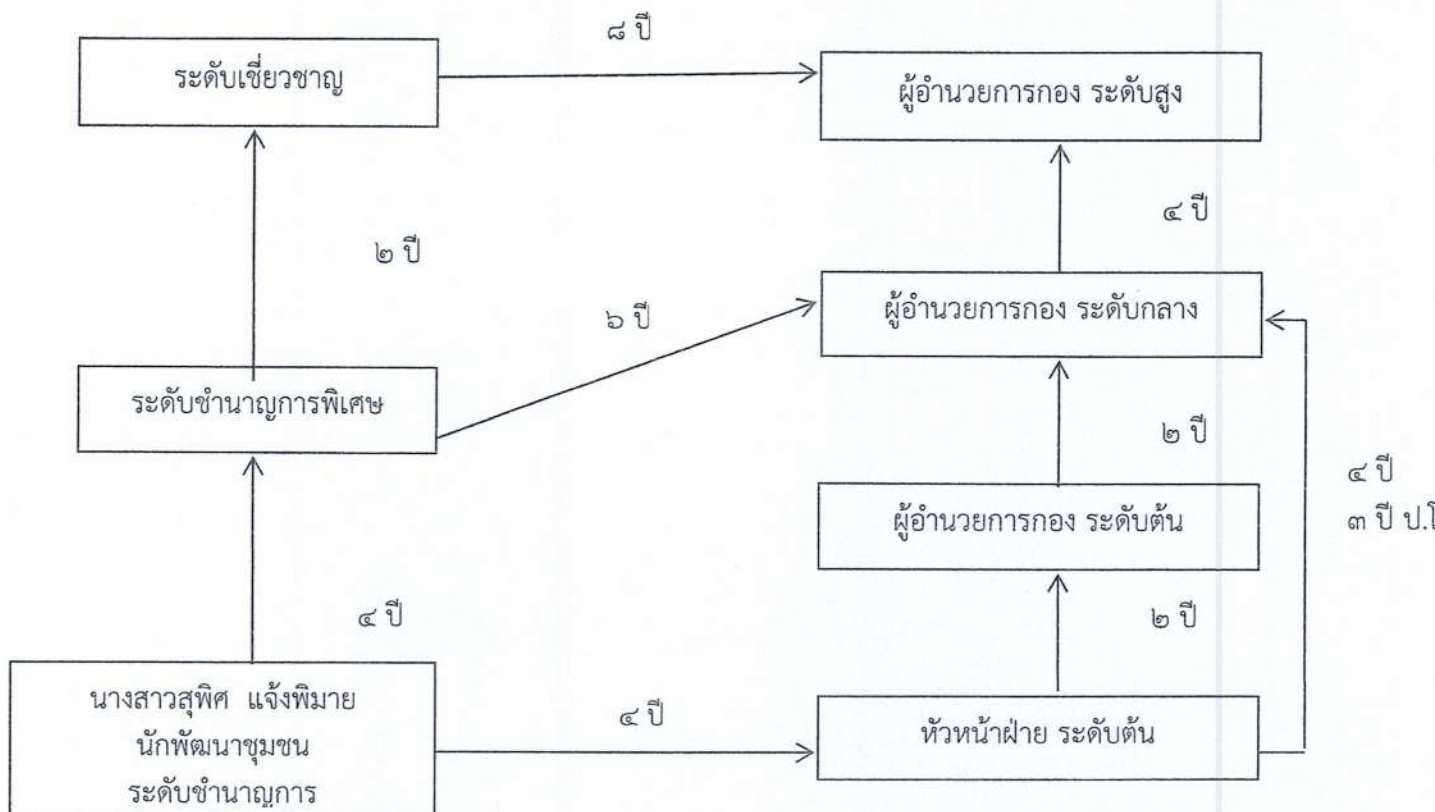 ๘ ปี
ระดับเชี่ยวชาญ
ผู้อำนวยการกอง ระดับสูง
๔ ปี
๒ ปี
ผู้อำนวยการกอง ระดับกลาง
๖ ปี
ระดับชำนาญการพิเศษ
๒ ปี
๔ ปี
๓ ปี
ผู้อำนวยการกอง ระดับต้น
๔ ปี
๒ ปี
นางสาวสุพิศ แจ้งพิมาย
นักพัฒนาชุมชน
ระดับชำนาญการ
๔ ปี
หัวหน้าฝ่าย ระดับต้น